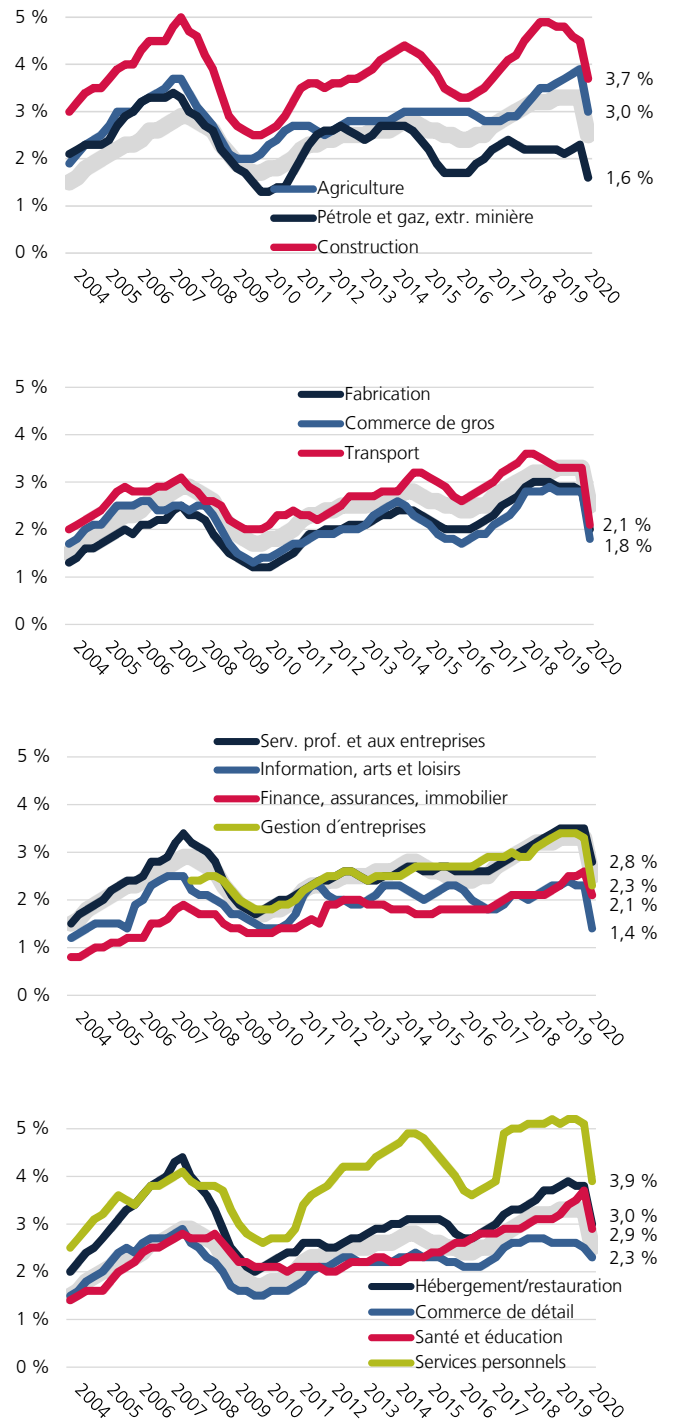 5 %
4 %
3 %
2 %
1 %
0 %
3,7 %
3,0 %
1,6 %
Agriculture
Pétrole et gaz, extr. minière
Construction
2004 2005 2006 2007 2008 2009 2010 2011 2012 2013 2014 2015 2016 2017 2018 2019 2020
5 %
4 %
3 %
2 %
1 %
0 %
Fabrication
Commerce de gros
Transport
2,1 %
1,8 %
2004 2005 2006 2007 2008 2009 2010 2011 2012 2013 2014 2015 2016 2017 2018 2019 2020
Serv. prof. et aux entreprises
Information, arts et loisirs
Finance, assurances, immobilier
Gestion d´entreprises
5 %
4 %
3 %
2 %
1 %
0 %
2,8 %
2,3 %
2,1 %
1,4 %
2004 2005 2006 2007 2008 2009 2010 2011 2012 2013 2014 2015 2016 2017 2018 2019 2020
5 %
4 %
3 %
2 %
1 %
0 %
3,9 %
3,0 %
2,9 %
2,3 %
Hébergement/restauration
Commerce de détail
Santé et éducation
Services personnels
2004 2005 2006 2007 2008 2009 2010 2011 2012 2013 2014 2015 2016 2017 2018 2019 2020